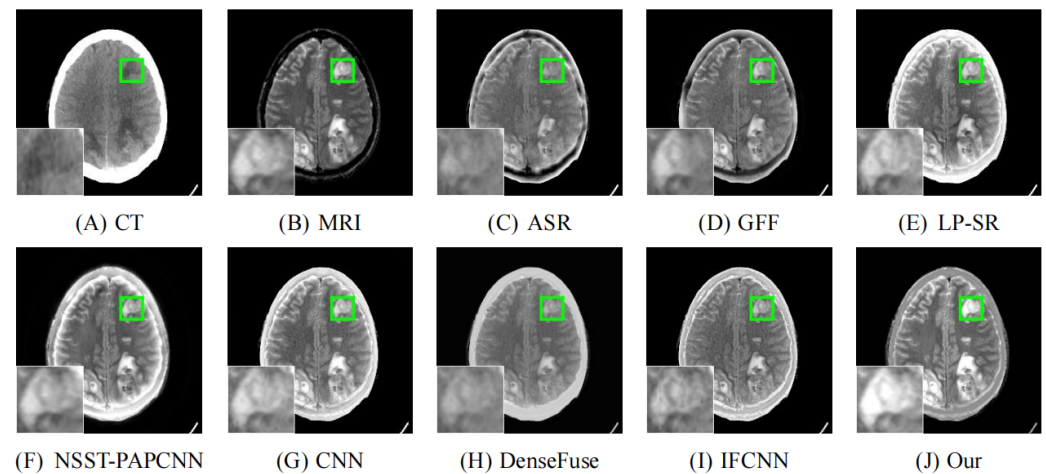 (A) CT
(B) MRI
(C) ASR
(D) GFF
(E) LP-SR
(F) NSST-PAPCNN
(G) CNN
(H) DenseFuse
(I) IFCNN
(J) Our